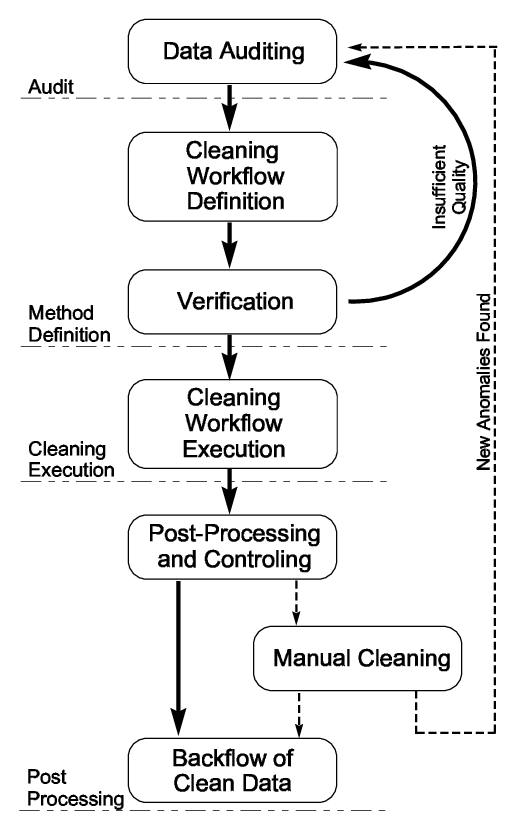 Data Auditing
Audit
Cleaning
Workflow
Definition
Insufficient
Quality
Verification
Method
Definition
New Anomalies Found
Cleaning
Workflow
Execution
Cleaning
Execution
Post-Processing
and Controling
Manual Cleaning
Backflow of
Clean Data
Post
Processing